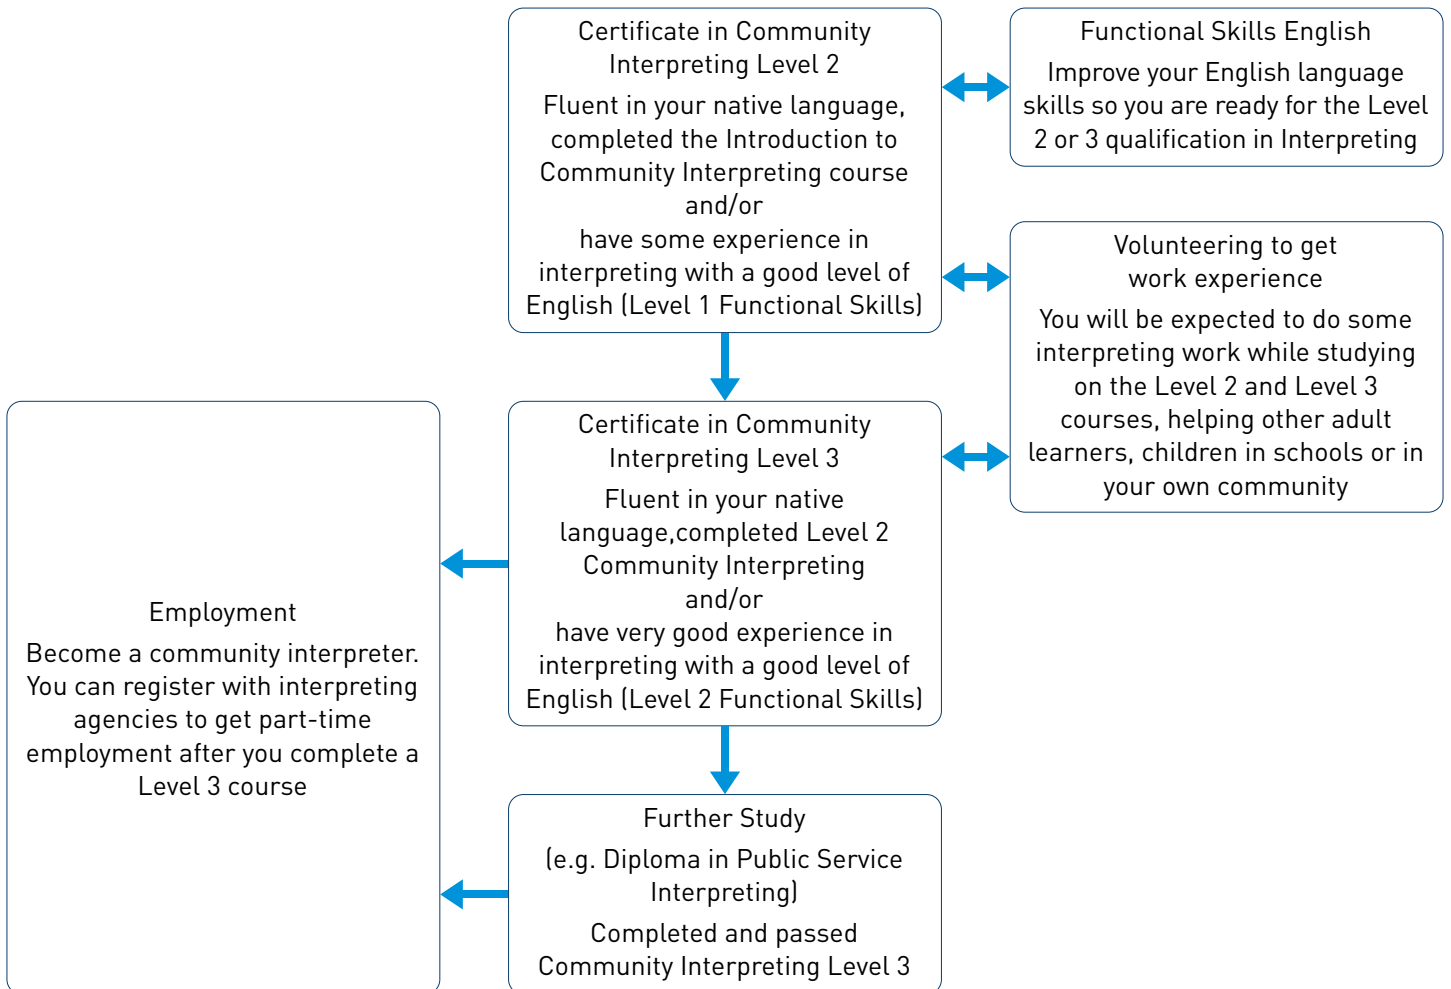 Certificate in Community
Interpreting Level 2
Fluent in your native language,
completed the Introduction to
Community Interpreting course
and/or
have some experience in
interpreting with a good level of
English (Level 1 Functional Skills)
Functional Skills English
Improve your English language
skills so you are ready for the Level
2 or 3 qualification in Interpreting
Volunteering to get
work experience
You will be expected to do some
interpreting work while studying
on the Level 2 and Level 3
courses, helping other adult
learners, children in schools or in
your own community
Certificate in Community
Interpreting Level 3
Fluent in your native
language,completed Level 2
Community Interpreting
and/or
have very good experience in
interpreting with a good level of
English (Level 2 Functional Skills)
Employment
Become a community interpreter.
You can register with interpreting
agencies to get part-time
employment after you complete a
Level 3 course
Further Study
(e.g. Diploma in Public Service
Interpreting)
Completed and passed
Community Interpreting Level 3